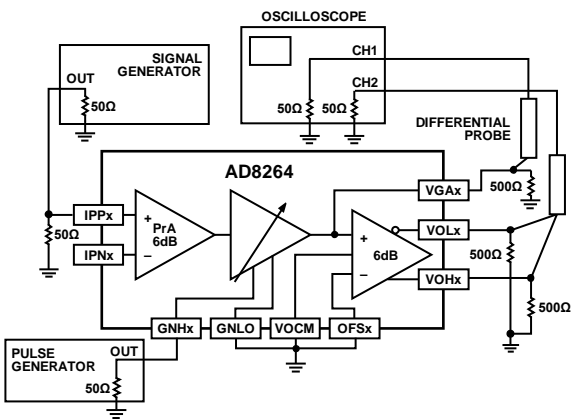 OSCILLOSCOPE
SIGNAL
GENERATOR
OUT
50Ω
CH1
CH2
50Ω
50Ω
DIFFERENTIAL
PROBE
AD8264
VGAx
500Ω
IPPx
50Ω
IPNx
+
PrA
6dB
–
+
6dB
–
VOLx
500Ω
VOHx
500Ω
GNHx
GNLO
VOCM
OFSx
PULSE
GENERATOR
OUT
50Ω